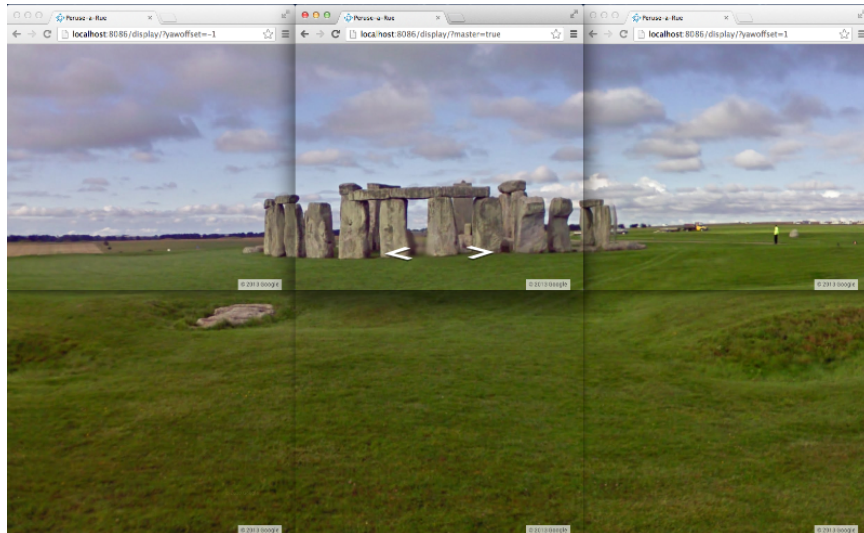 Peruse-a-Rue
localhost:8086/display/?yawoffset=-1
Peruse-a-Rue
localhost:8086/display/?master=true
Peruse-a-Rue
localhost:8086/display/?yawoffset=1
< >
© 2013 Google
© 2013 Google
© 2013 Google
© 2013 Google
© 2013 Google
© 2013 Google